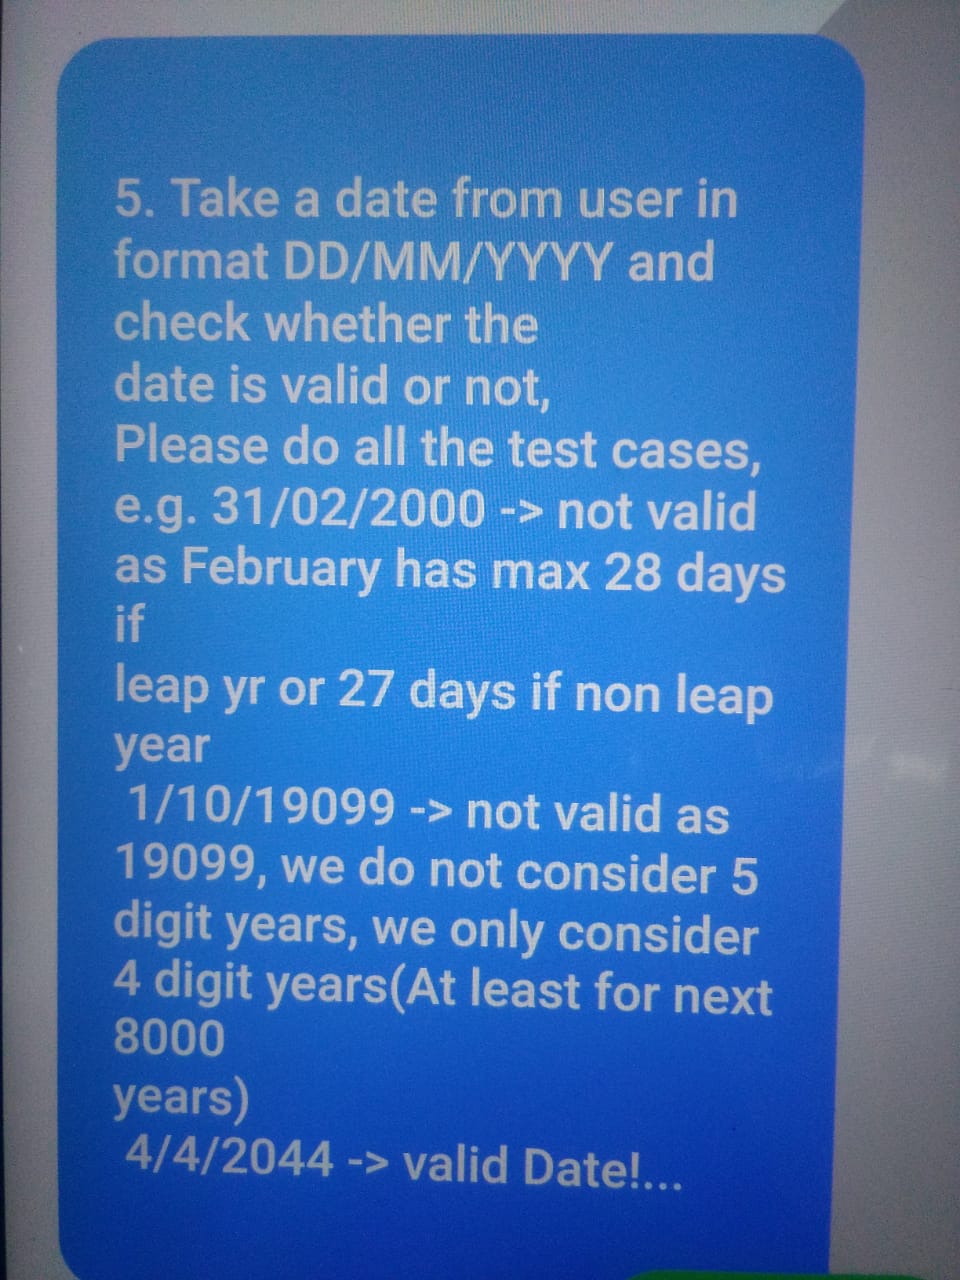 5. Take a date from user in
format DD/MM/YYYY and
check whether the
date is valid or not,
Please do all the test cases,
e.g. 31/02/2000 -> not valid
as February has max 28 days
if
leap yr or 27 days if non leap
year
1/10/19099 -> not valid as
19099, we do not consider 5
digit years, we only consider
4 digit years(At least for next
8000
years)
4/4/2044 -> valid Date!...